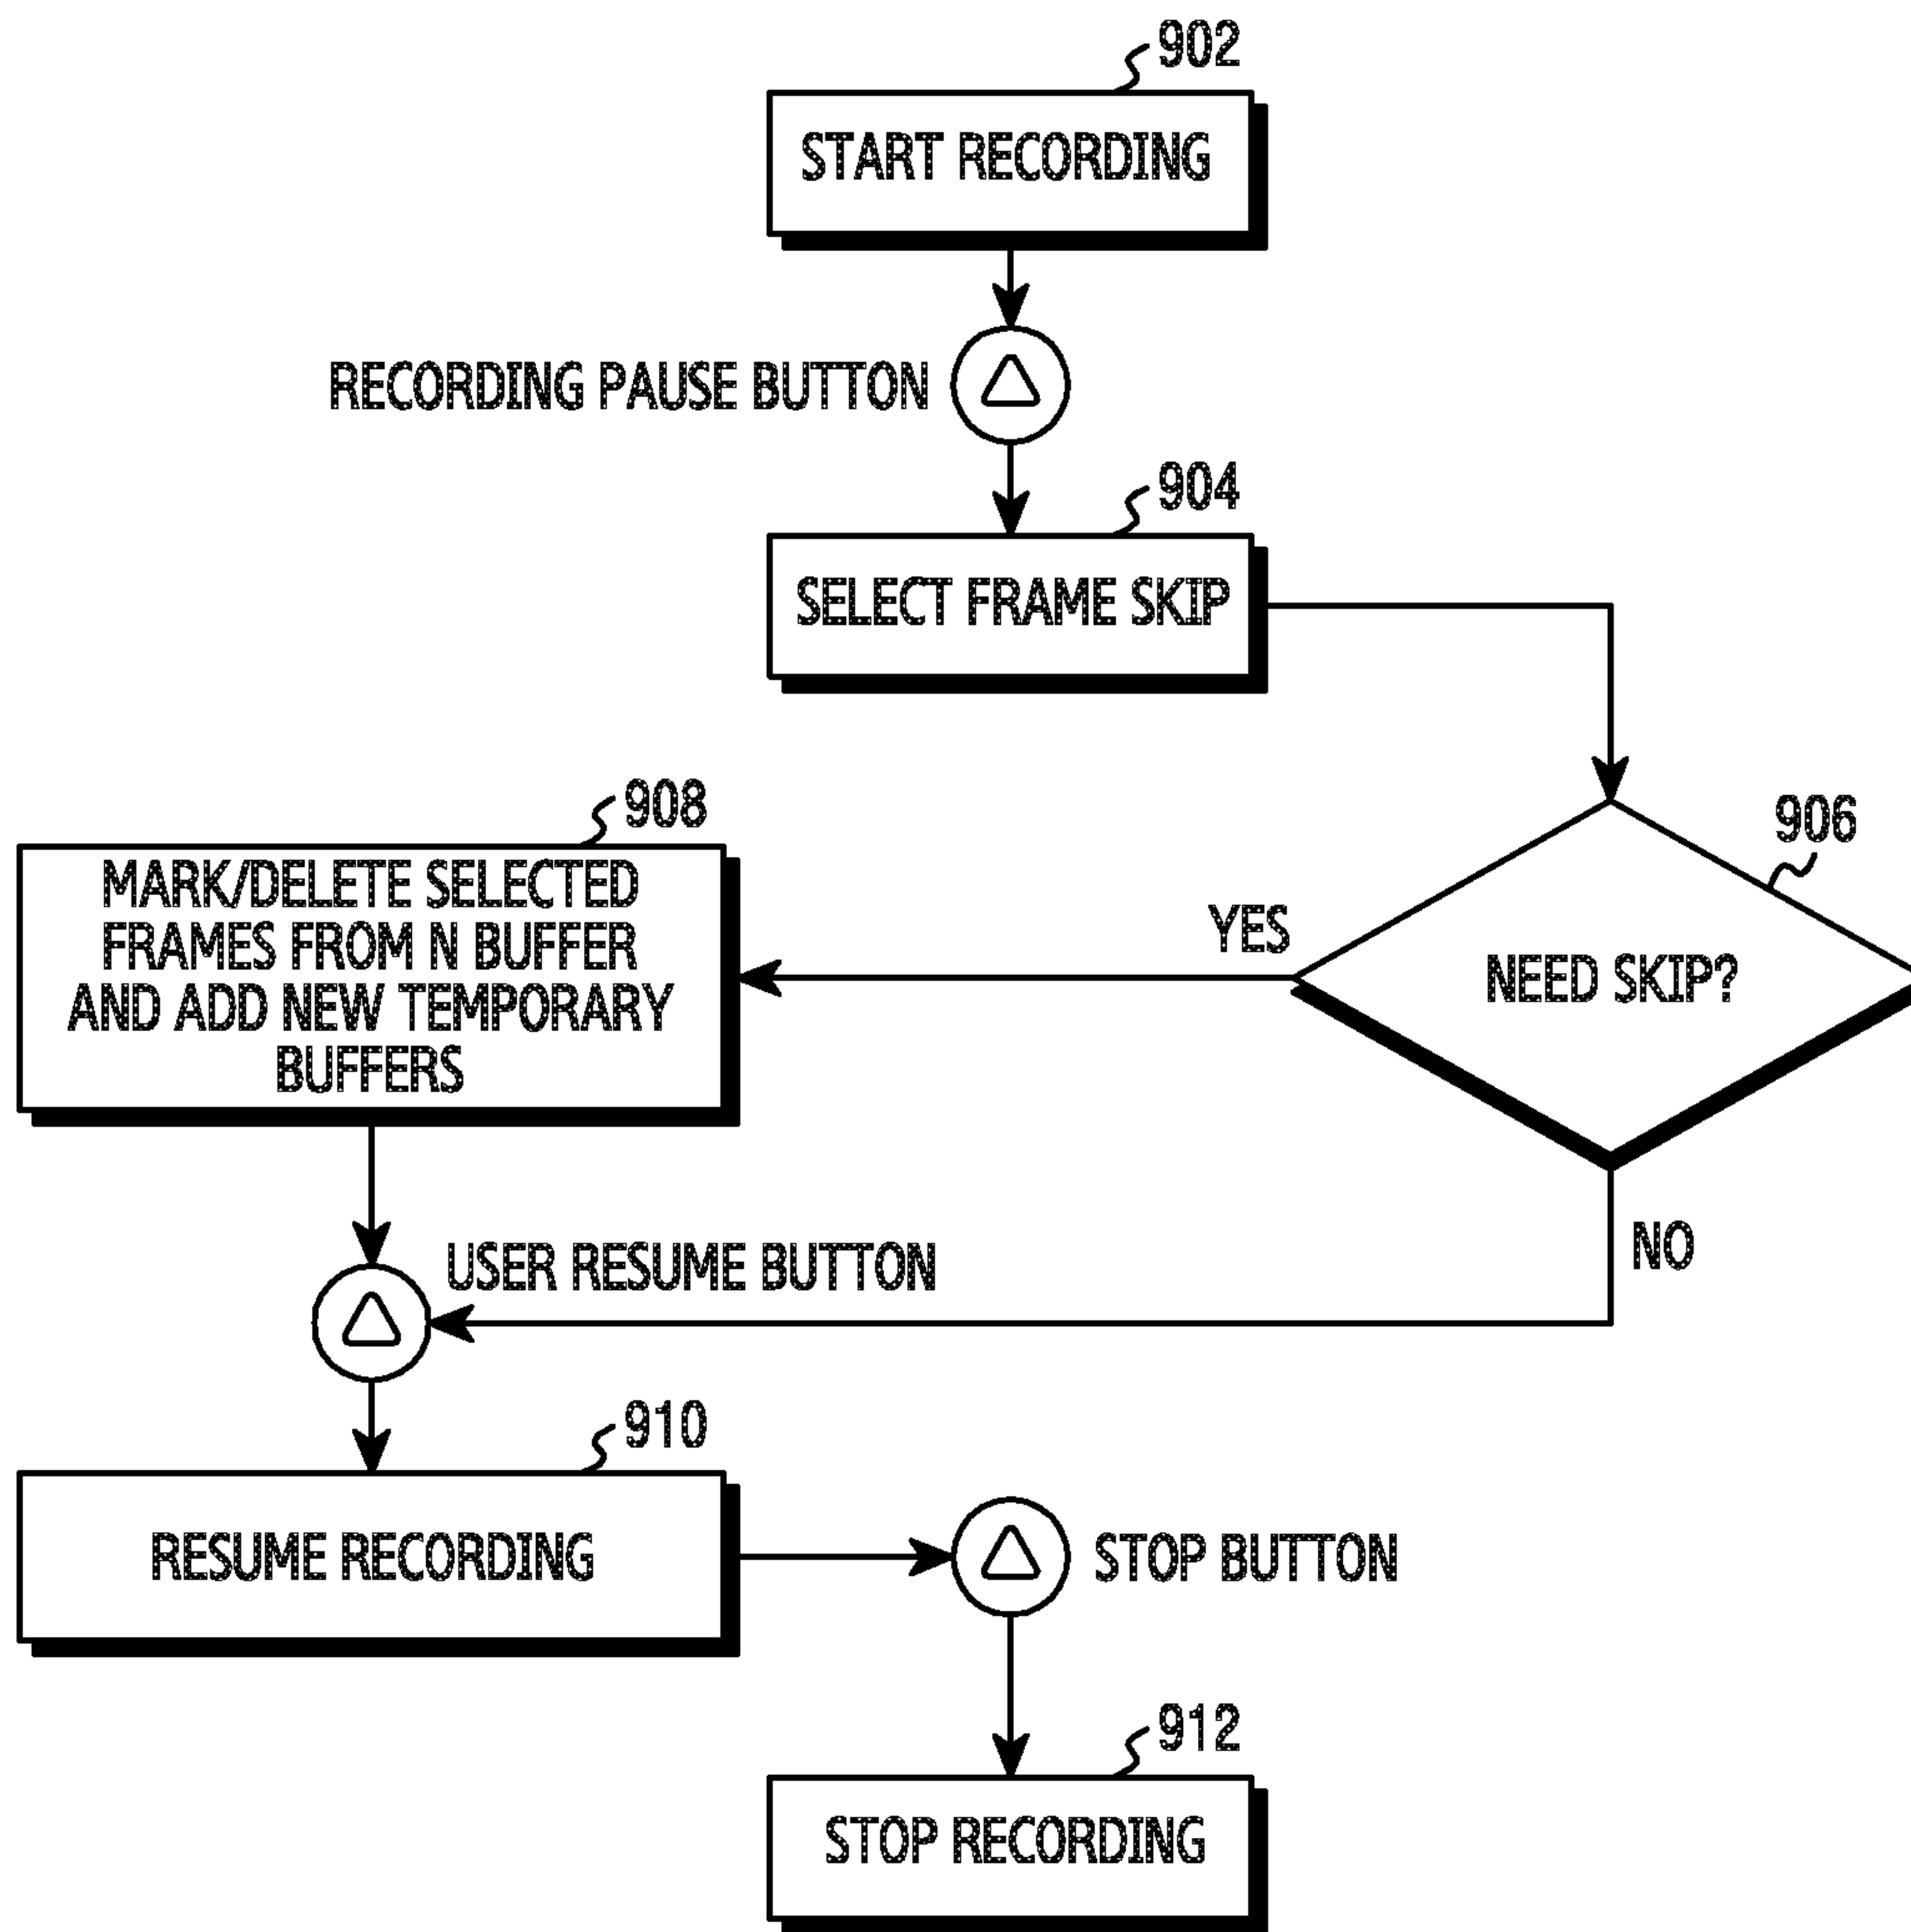 902
START RECORDING
RECORDING PAUSE BUTTON
904
SELECT FRAME SKIP
906
NEED SKIP?
YES
908
MARK/DELETE SELECTED
FRAMES FROM N BUFFER
AND ADD NEW TEMPORARY
BUFFERS
NO
USER RESUME BUTTON
910
RESUME RECORDING
STOP BUTTON
912
STOP RECORDING